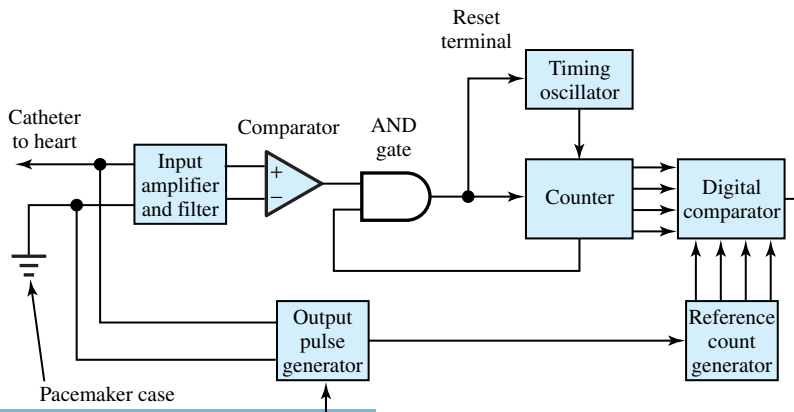 Reset
terminal
Timing
oscillator
Catheter
to heart
Comparator
AND
gate
Input
amplifier
and filter
+
−
Counter
Digital
comparator
Output
pulse
generator
Reference
count
generator
Pacemaker case